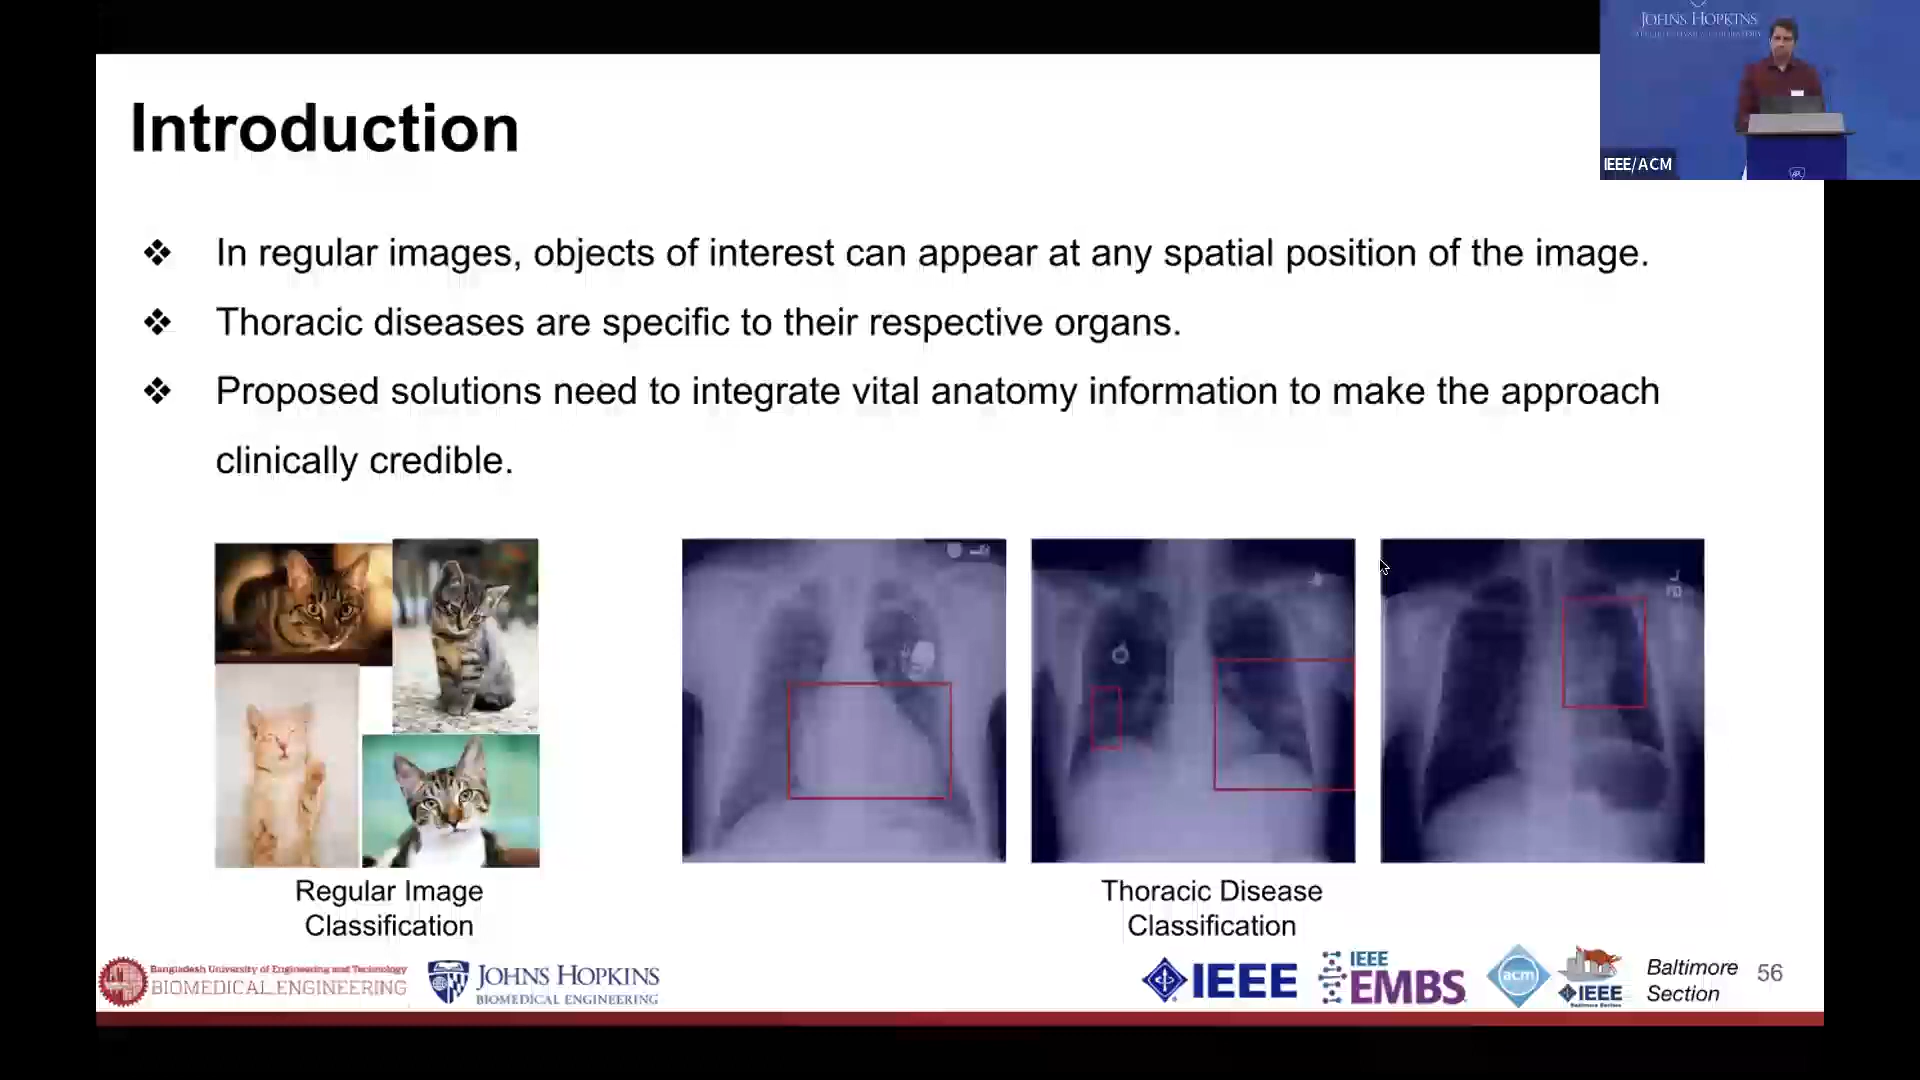 JOHNS HOPKINS
IEEE/ACM
Introduction
❖ In regular images, objects of interest can appear at any spatial position of the image.
❖ Thoracic diseases are specific to their respective organs.
❖ Proposed solutions need to integrate vital anatomy information to make the approach
clinically credible.
Regular Image
Classification
Thoracic Disease
Classification
Bangladesh University of Engineering and Technology
BIOMEDICAL ENGINEERING
JOHNS HOPKINS
BIOMEDICAL ENGINEERING
IEEE
IEEE
EMBS
acm
IEEE
Baltimore Section
Baltimore
Section
56